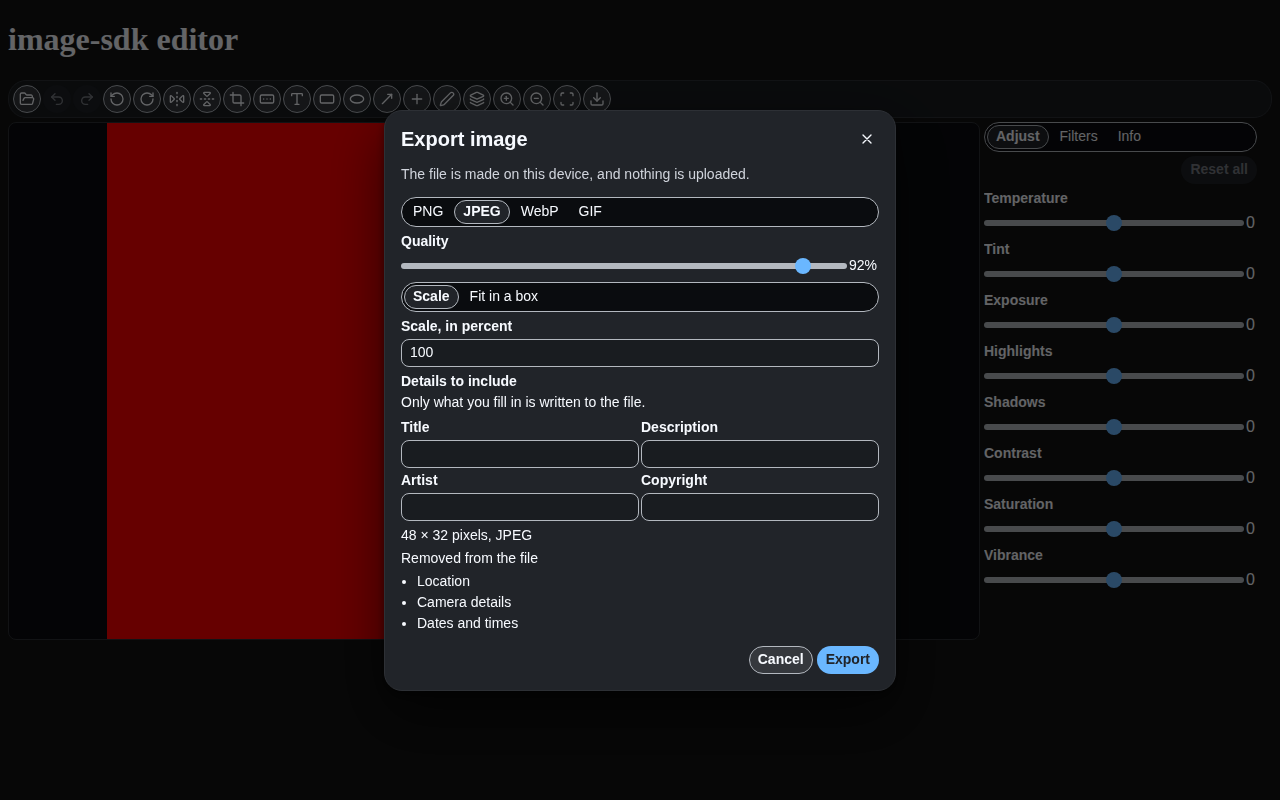 image-sdk editor
Export image
The file is made on this device, and nothing is uploaded.
PNG JPEG WebP GIF
Quality
92%
Scale Fit in a box
Scale, in percent
100
Details to include
Only what you fill in is written to the file.
Title Description
Artist Copyright
48 × 32 pixels, JPEG
Removed from the file
• Location
• Camera details
• Dates and times
Cancel Export
Adjust Filters Info
Reset all
Temperature
0
Tint
0
Exposure
0
Highlights
0
Shadows
0
Contrast
0
Saturation
0
Vibrance
0